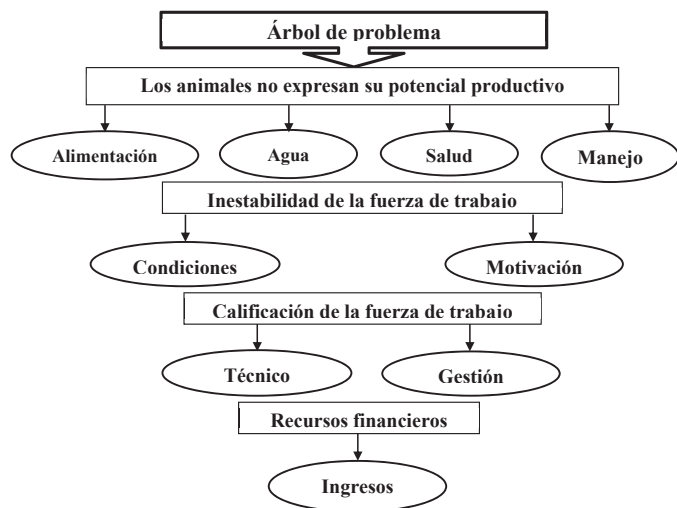 Árbol de problema
Los animales no expresan su potencial productivo
Alimentación
Agua
Salud
Manejo
Inestabilidad de la fuerza de trabajo
Condiciones
Motivación
Calificación de la fuerza de trabajo
Técnico
Gestión
Recursos financieros
Ingresos